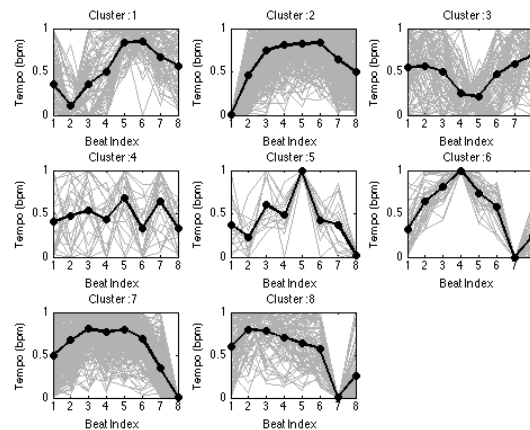 Cluster :1
Cluster :2
Cluster :3
Tempo (bpm)
1
0.5
0
1 2 3 4 5 6 7 8
Beat Index
Tempo (bpm)
1
0.5
0
1 2 3 4 5 6 7 8
Beat Index
Tempo (bpm)
1
0.5
0
1 2 3 4 5 6 7
Beat Index
Cluster :4
Cluster :5
Cluster :6
Tempo (bpm)
1
0.5
0
1 2 3 4 5 6 7 8
Beat Index
Tempo (bpm)
1
0.5
0
1 2 3 4 5 6 7 8
Beat Index
Tempo (bpm)
1
0.5
0
1 2 3 4 5 6 7
Beat Index
Cluster :7
Cluster :8
Tempo (bpm)
1
0.5
0
1 2 3 4 5 6 7 8
Beat Index
Tempo (bpm)
1
0.5
0
1 2 3 4 5 6 7 8
Beat Index